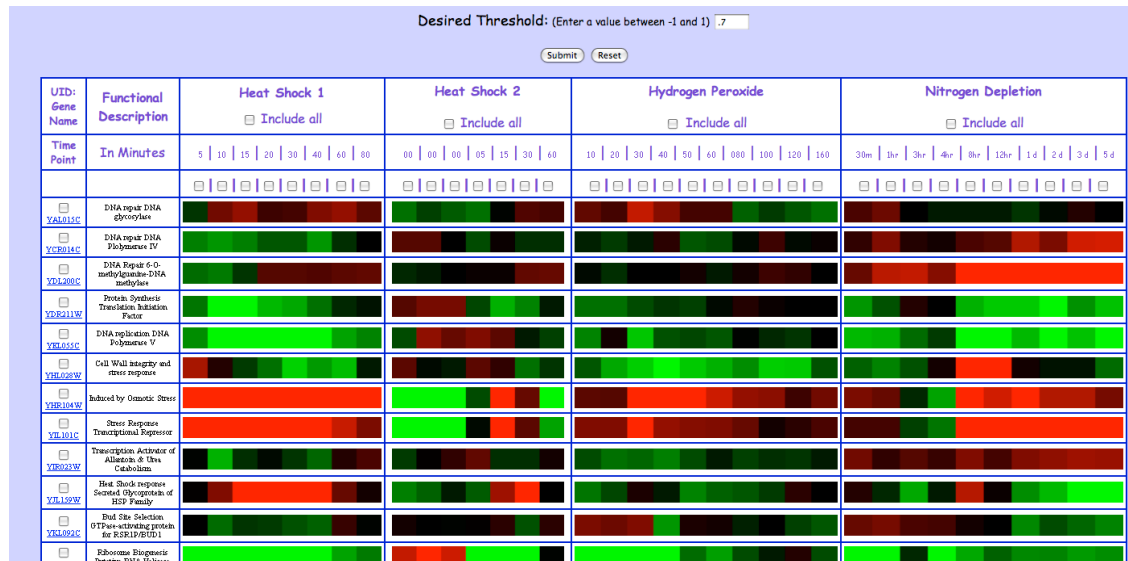 Desired Threshold: (Enter a value between -1 and 1) .7
Submit Reset
UID: Gene Name
Functional Description
Heat Shock 1
Include all
Heat Shock 2
Include all
Hydrogen Peroxide
Include all
Nitrogen Depletion
Include all
Time Point
In Minutes
5 | 10 | 15 | 20 | 30 | 40 | 60 | 80
00 | 00 | 00 | 05 | 15 | 30 | 60
10 | 20 | 30 | 40 | 50 | 60 | 080 | 100 | 120 | 160
30m | 1hr | 3hr | 4hr | 8hr | 12hr | 1 d | 2 d | 3 d | 5 d
YAL015C
DNA repair DNA
glycosylase
YCR014C
DNA repair DNA
Plolymerase IV
YDL200C
DNA Repair 6-O-
methylguanine-DNA
methylase
YDR211W
Protein Synthesis
Translation Initiation
Factor
YEL055C
DNA replication DNA
Polymerase V
YHL028W
Cell Wall integrity and
stress response
YHR104W
Induced by Osmotic Stress
YIL101C
Stress Response
Trancriptional Repressor
YIR023W
Transcription Activator of
Allantoin & Urea
Catabolism
YJL159W
Heat Shock response
Secreted Glycoprotein of
HSP Family
YKL092C
Bud Site Selection
GTPase-activating protein
for RSR1P/BUD1
Ribosome Biogenesis